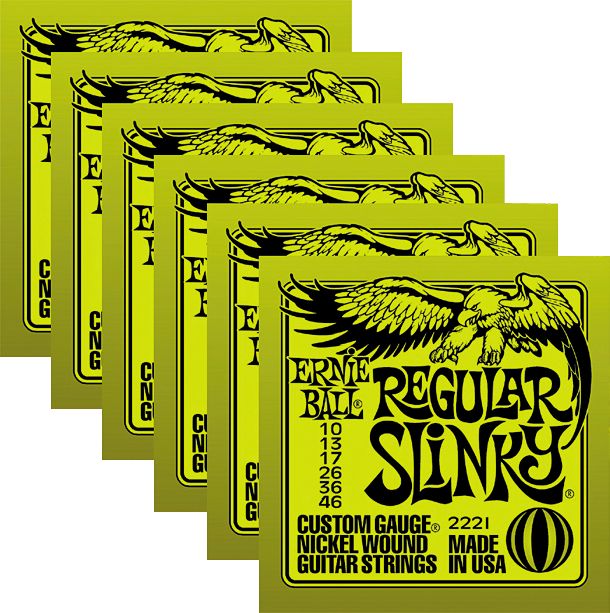 ERNIE
BALL®
REGULAR
SLINKY®
10
13
17
26
36
46
CUSTOM GAUGE® 2221
NICKEL WOUND MADE
GUITAR STRINGS IN USA